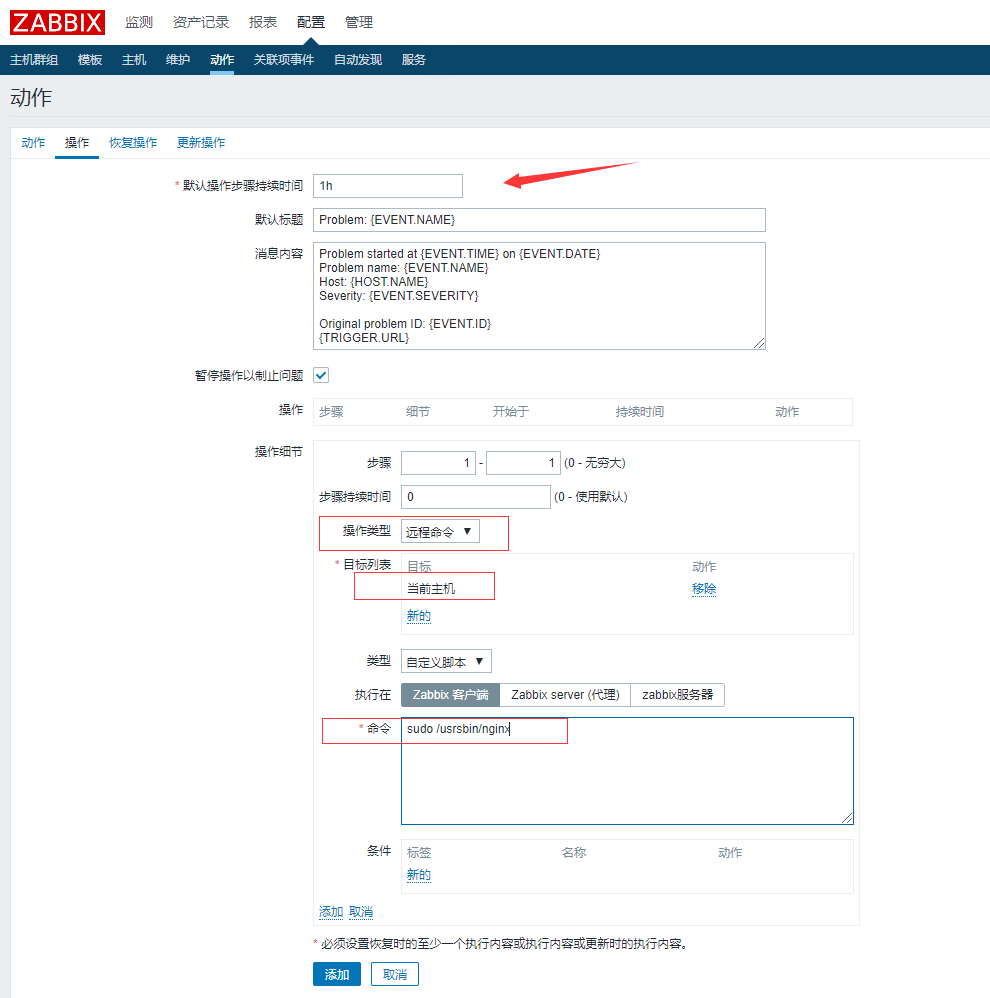 ZABBIX 监测 资产记录 报表 配置 管理
主机群组 模板 主机 维护 动作 关联项事件 自动发现 服务
动作
动作 操作 恢复操作 更新操作
* 默认操作步骤持续时间 1h
默认标题 Problem: {EVENT.NAME}
消息内容 Problem started at {EVENT.TIME} on {EVENT.DATE}
Problem name: {EVENT.NAME}
Host: {HOST.NAME}
Severity: {EVENT.SEVERITY}
Original problem ID: {EVENT.ID}
{TRIGGER.URL}
暂停操作以制止问题
操作 步骤 细节 开始于 持续时间 动作
操作细节
步骤 1 - 1 (0 - 无穷大)
步骤持续时间 0 (0 - 使用默认)
操作类型 远程命令
* 目标列表 目标 动作
当前主机 移除
新的
类型 自定义脚本
执行在 Zabbix 客户端 Zabbix server (代理) zabbix服务器
* 命令 sudo /usrsbin/nginx
条件 标签 名称 动作
新的
添加 取消
* 必须设置恢复时的至少一个执行内容或执行内容或更新时的执行内容。
添加 取消